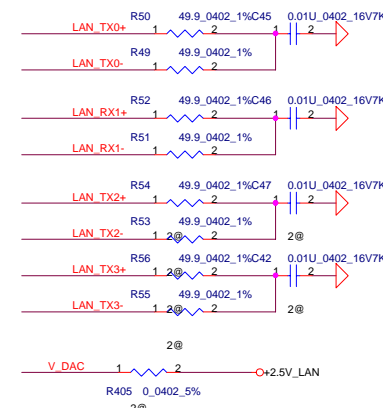 R50 49.9_0402_1% C45 0.01U_0402_16V7K
LAN_TX0+ 1 2 1 2
R49 49.9_0402_1%
LAN_TX0- 1 2
R52 49.9_0402_1% C46 0.01U_0402_16V7K
LAN_RX1+ 1 2 1 2
R51 49.9_0402_1%
LAN_RX1- 1 2
R54 49.9_0402_1% C47 0.01U_0402_16V7K
LAN_TX2+ 1 2 1 2
R53 49.9_0402_1%
LAN_TX2- 1 2@ 2 2@
R56 49.9_0402_1% C42 0.01U_0402_16V7K
LAN_TX3+ 1 2@ 2 1 2
R55 49.9_0402_1%
LAN_TX3- 1 2@ 2 2@
2@
V_DAC 1 2 +2.5V_LAN
R405 0_0402_5%
2@